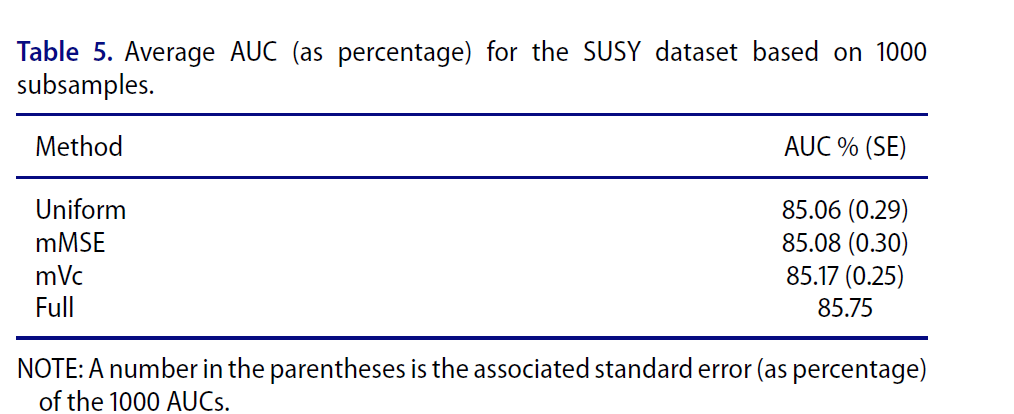 Table 5. Average AUC (as percentage) for the SUSY dataset based on 1000
subsamples.
Method AUC % (SE)
Uniform 85.06 (0.29)
mMSE 85.08 (0.30)
mVc 85.17 (0.25)
Full 85.75
NOTE: A number in the parentheses is the associated standard error (as percentage)
of the 1000 AUCs.